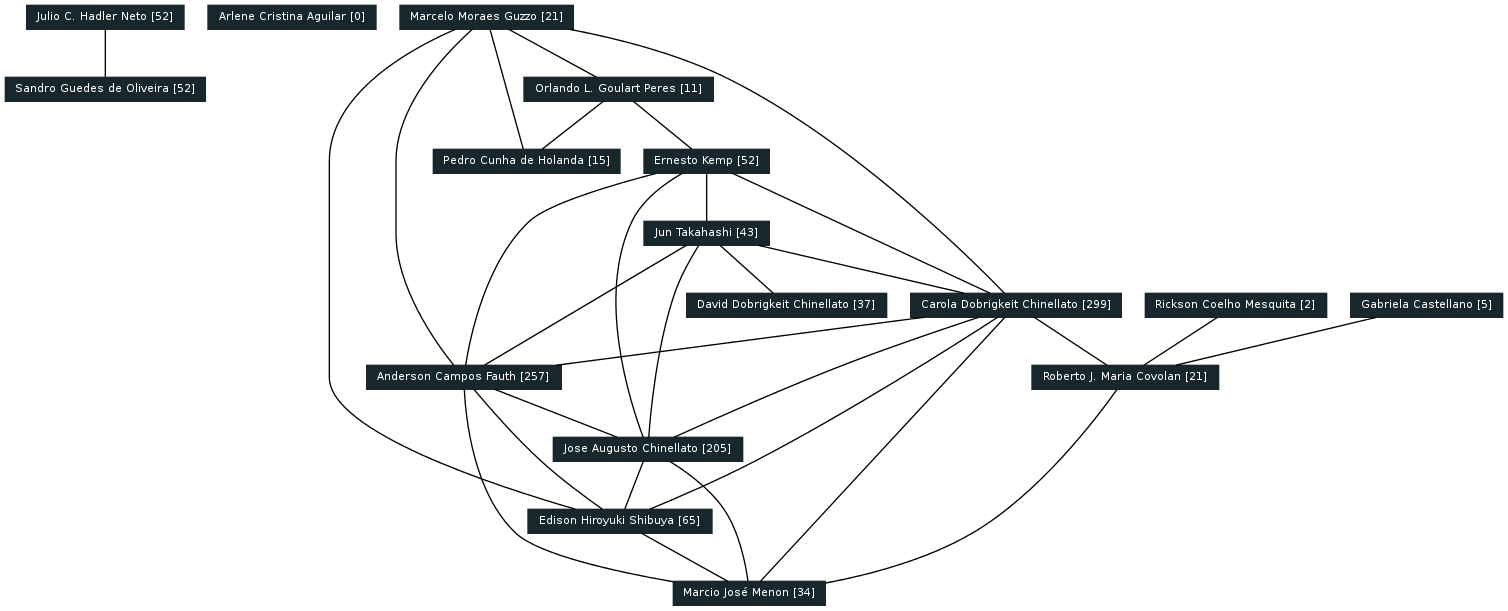 Julio C. Hadler Neto [52]
Arlene Cristina Aguilar [0]
Marcelo Moraes Guzzo [21]
Sandro Guedes de Oliveira [52]
Orlando L. Goulart Peres [11]
Pedro Cunha de Holanda [15]
Ernesto Kemp [52]
Jun Takahashi [43]
David Dobrigkeit Chinellato [37]
Carola Dobrigkeit Chinellato [299]
Rickson Coelho Mesquita [2]
Gabriela Castellano [5]
Anderson Campos Fauth [257]
Roberto J. Maria Covolan [21]
Jose Augusto Chinellato [205]
Edison Hiroyuki Shibuya [65]
Marcio José Menon [34]